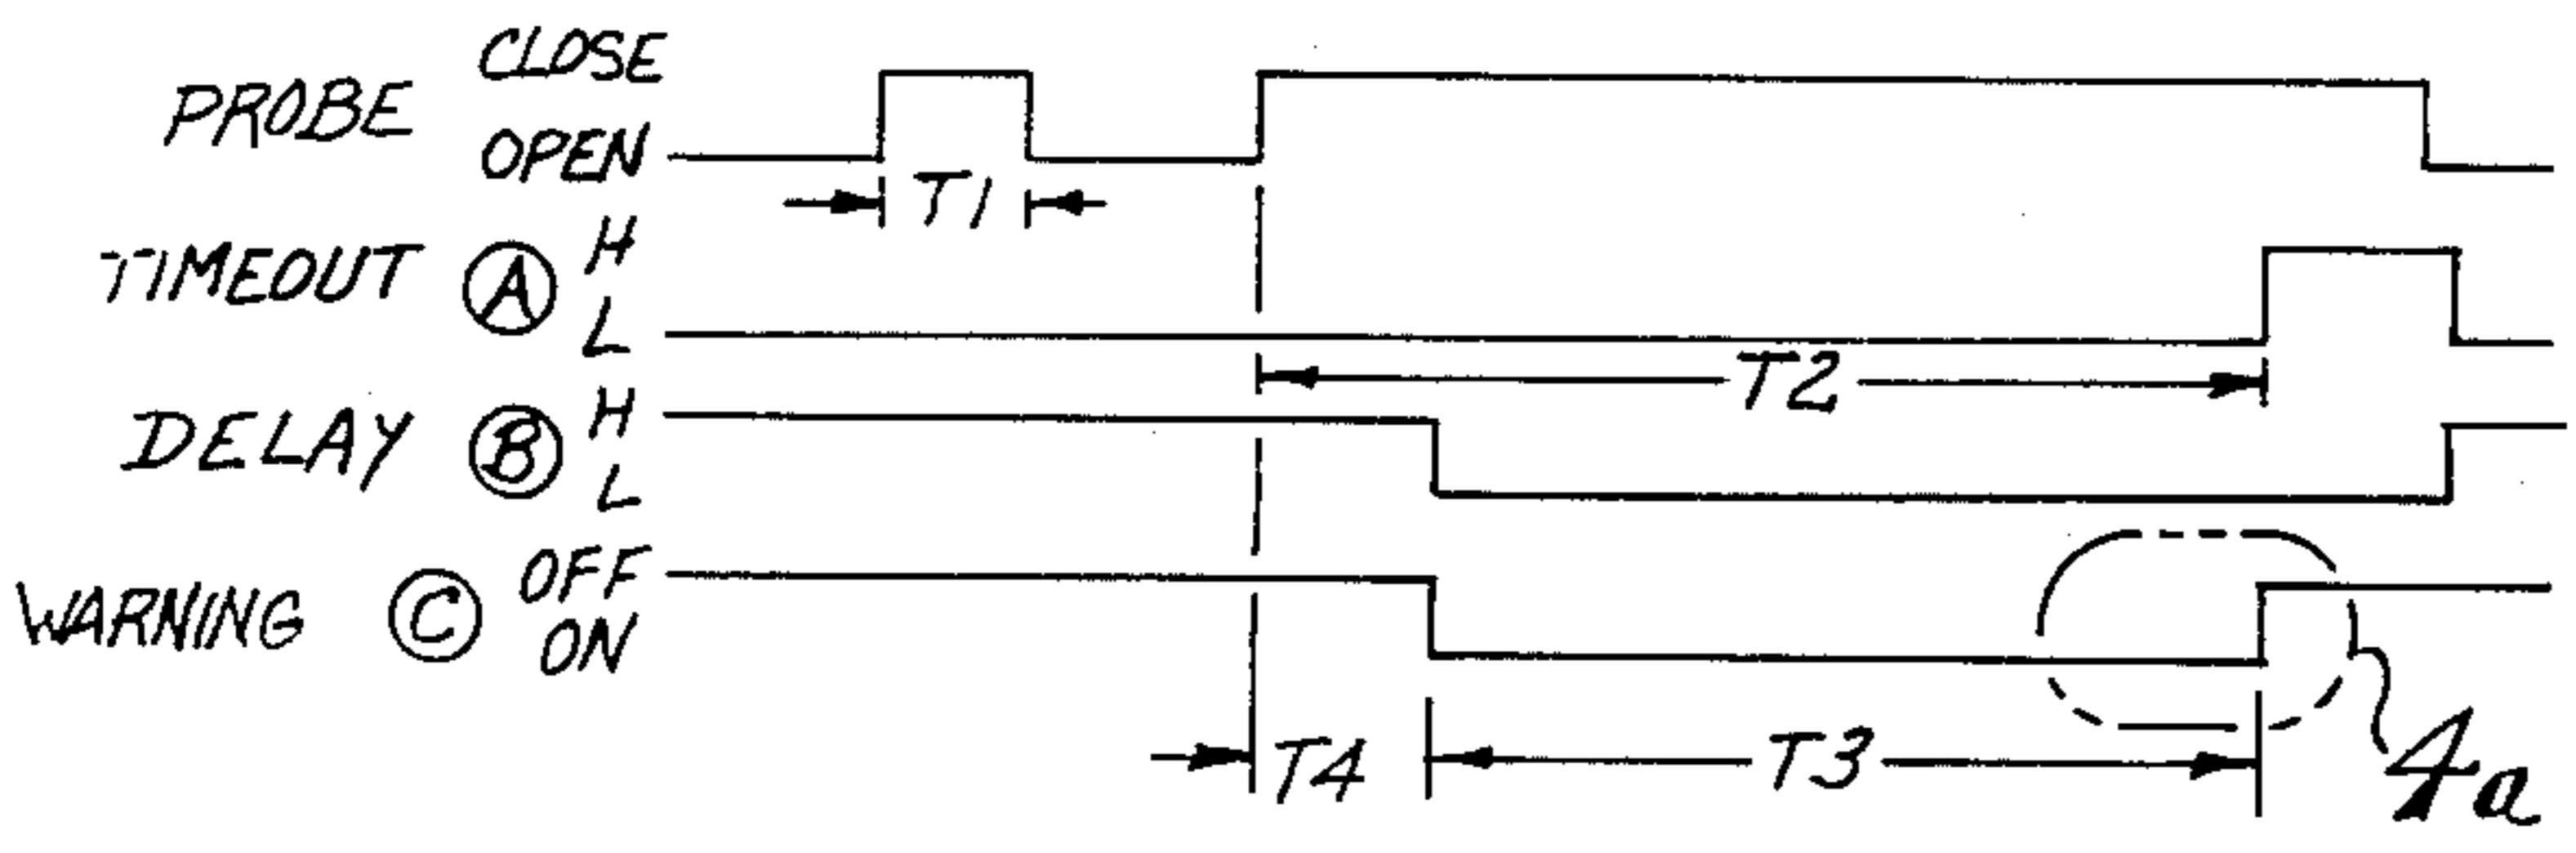 PROBE CLOSE
OPEN
T1
TIMEOUT A H
L
T2
DELAY B H
L
WARNING C OFF
ON
T4 T3 4a